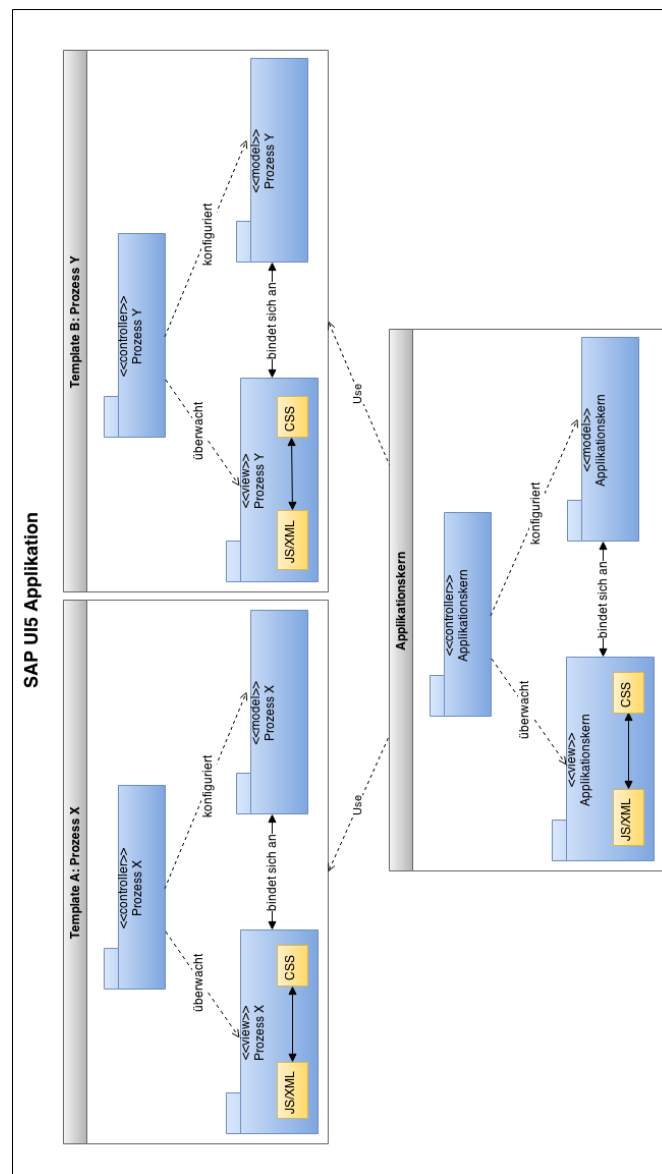 SAP UI5 Applikation
Template A: Prozess X
<<controller>>
Prozess X
überwacht
konfiguriert
<<view>>
Prozess X
JS/XML
CSS
bindet sich an
<<model>>
Prozess X
Template B: Prozess Y
<<controller>>
Prozess Y
überwacht
konfiguriert
<<view>>
Prozess Y
JS/XML
CSS
bindet sich an
<<model>>
Prozess Y
Use
Use
Applikationskern
<<controller>>
Applikationskern
überwacht
konfiguriert
<<view>>
Applikationskern
JS/XML
CSS
bindet sich an
<<model>>
Applikationskern